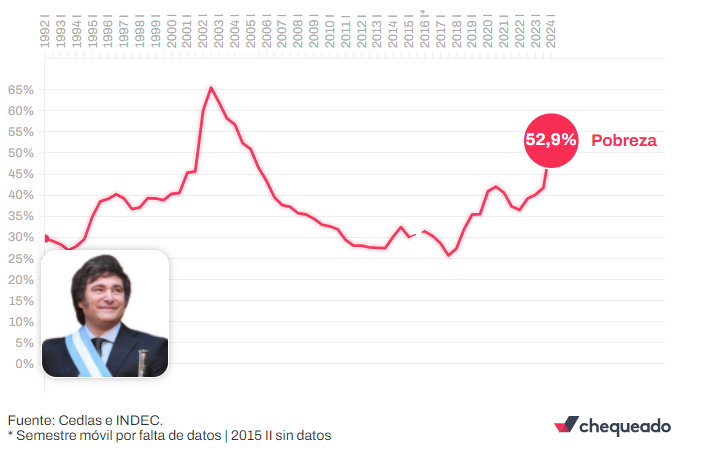 1992 I
1993 I
1994 I
1995 I
1996 I
1997 I
1998 I
1999 I
2000 I
2001 I
2002 I
2003 I
2004 I
2005 I
2006 I
2007 I
2008 I
2009 I
2010 I
2011 I
2012 I
2013 I
2014 I
2015 I
2016 I*
2017 I
2018 I
2019 I
2020 I
2021 I
2022 I
2023 I
2024 I
65%
60%
55%
50%
45%
40%
35%
30%
25%
20%
15%
10%
5%
0%
52,9%
Pobreza
Fuente: Cedlas e INDEC.
* Semestre móvil por falta de datos | 2015 II sin datos
chequeado